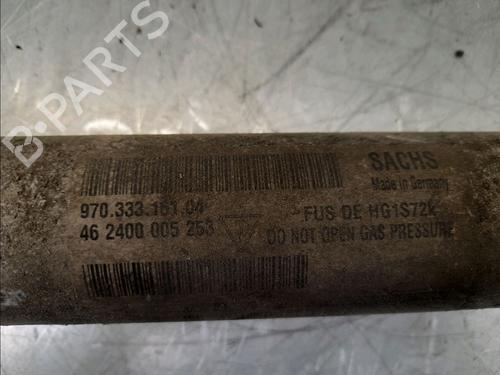 SACHS
Made in Germany
970.333.151.04
FUS DE HG1S72K
46 2400 005 253
DO NOT OPEN GAS PRESSURE
B-PARTS